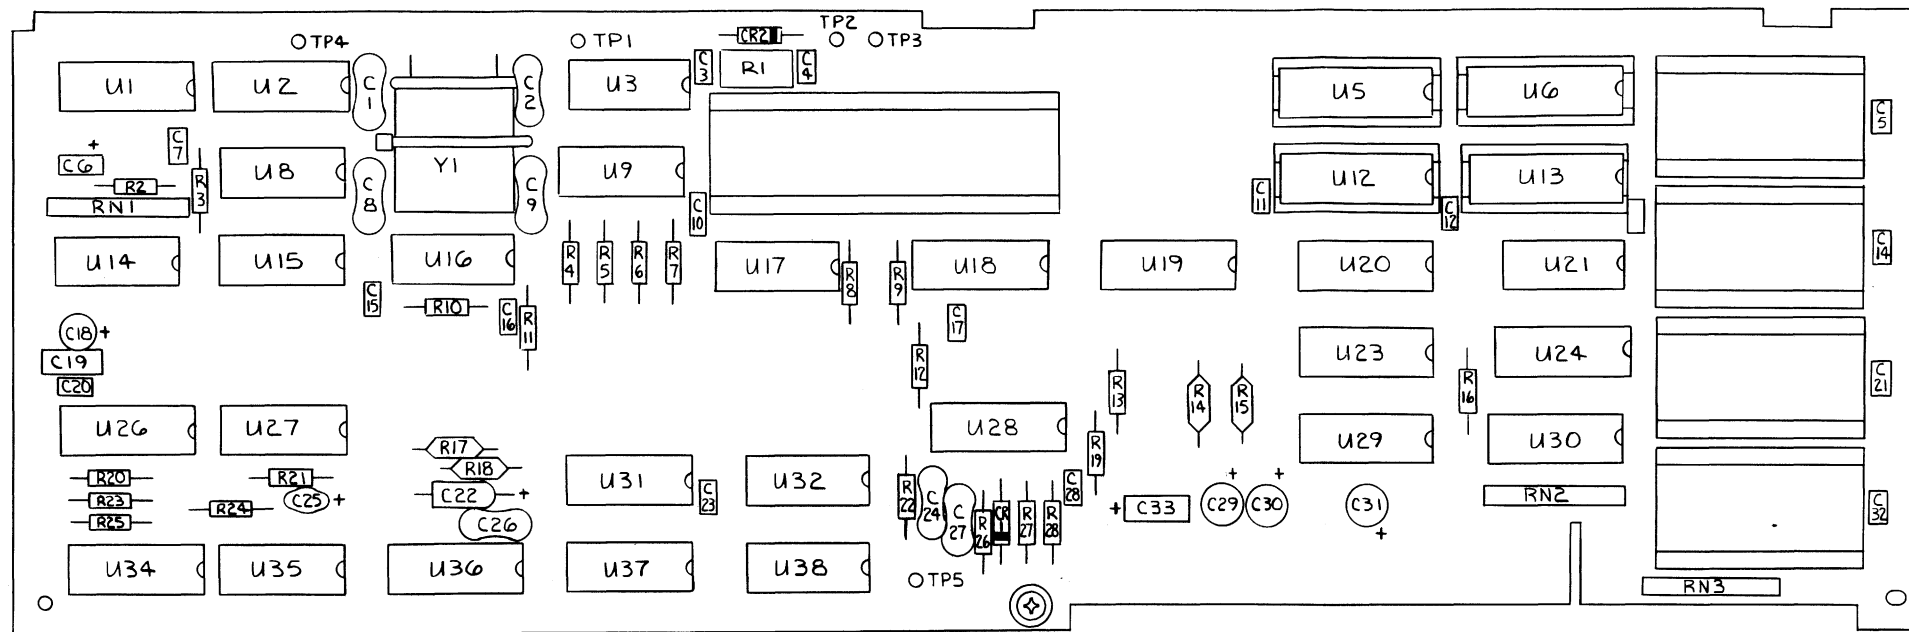 TP4
TP1
CR2
TP2
TP3
U1
U2
C1
C2
U3
C3
R1
C4
U5
U6
C5
+
C6
C7
R2
R3
RN1
U8
C8
Y1
C9
U9
C10
C11
U12
C12
U13
U14
U15
U16
R4
R5
R6
R7
U17
R8
R9
U18
U19
U20
U21
C14
C15
R10
C16
R11
C17
C18 +
C19
C20
R12
R13
R14
R15
U23
R16
U24
C21
U26
U27
R17
R18
U28
R19
U29
U30
R20
R21
R23
R24
C25 +
R25
C22 +
C26
U31
C23
U32
R22
C24
C27
R26
CR1
R27
R28
C28
+ C33
+
C29
+
C30
C31
+
RN2
C32
U34
U35
U36
U37
U38
TP5
RN3